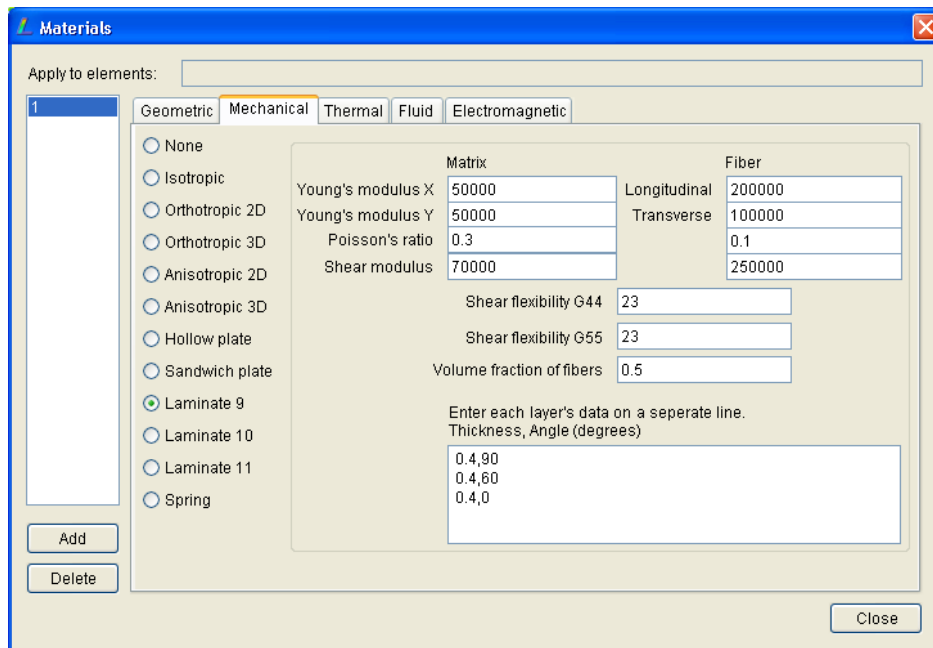 Materials
Apply to elements:
1
Geometric Mechanical Thermal Fluid Electromagnetic
None
Isotropic
Orthotropic 2D
Orthotropic 3D
Anisotropic 2D
Anisotropic 3D
Hollow plate
Sandwich plate
Laminate 9
Laminate 10
Laminate 11
Spring
Matrix Fiber
Young's modulus X 50000 Longitudinal 200000
Young's modulus Y 50000 Transverse 100000
Poisson's ratio 0.3 0.1
Shear modulus 70000 250000
Shear flexibility G44 23
Shear flexibility G55 23
Volume fraction of fibers 0.5
Enter each layer's data on a seperate line.
Thickness, Angle (degrees)
0.4,90
0.4,60
0.4,0
Add
Delete
Close